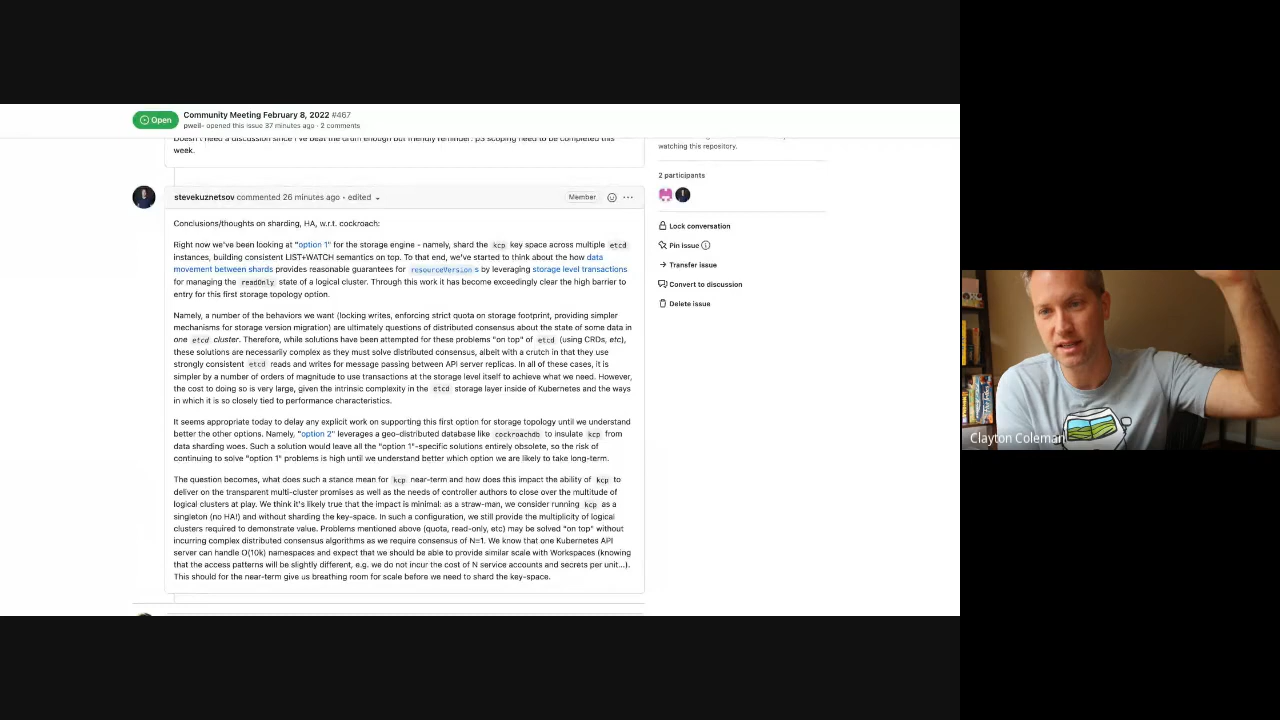 Open
Community Meeting February 8, 2022 #467
pweil- opened this issue 37 minutes ago · 2 comments
Doesn't need a discussion since I've beat the drum enough but friendly reminder: p3 scoping need to be completed this
week.
watching this repository.
2 participants
Lock conversation
Pin issue
Transfer issue
Convert to discussion
Delete issue
stevekuznetsov commented 26 minutes ago · edited
Member
Conclusions/thoughts on sharding, HA, w.r.t. cockroach:
Right now we've been looking at "option 1" for the storage engine - namely, shard the kcp key space across multiple etcd
instances, building consistent LIST+WATCH semantics on top. To that end, we've started to think about the how data
movement between shards provides reasonable guarantees for resourceVersion s by leveraging storage level transactions
for managing the readOnly state of a logical cluster. Through this work it has become exceedingly clear the high barrier to
entry for this first storage topology option.
Namely, a number of the behaviors we want (locking writes, enforcing strict quota on storage footprint, providing simpler
mechanisms for storage version migration) are ultimately questions of distributed consensus about the state of some data in
one etcd cluster. Therefore, while solutions have been attempted for these problems "on top" of etcd (using CRDs, etc),
these solutions are necessariliy complex as they must solve distributed consensus, albeit with a crutch in that they use
strongly consistent etcd reads and writes for message passing between API server replicas. In all of these cases, it is
simpler by a number of orders of magnitude to use transactions at the storage level itself to achieve what we need. However,
the cost to doing so is very large, given the intrinsic complexity in the etcd storage layer inside of Kubernetes and the ways
in which it is so closely tied to performance characteristics.
It seems appropriate today to delay any explicit work on supporting this first option for storage topology until we understand
better the other options. Namely, "option 2" leverages a geo-distributed database like cockroachdb to insulate kcp from
data sharding woes. Such a solution would leave all the "option 1"-specific solutions entirely obsolete, so the risk of
continuing to solve "option 1" problems is high until we understand better which option we are likely to take long-term.
The question becomes, what does such a stance mean for kcp near-term and how does this impact the ability of kcp to
deliver on the transparent multi-cluster promises as well as the needs of controller authors to close over the multitude of
logical clusters at play. We think it's likely true that the impact is minimal: as a straw-man, we consider running kcp as a
singleton (no HA!) and without sharding the key-space. In such a configuration, we still provide the multiplicity of logical
clusters required to demonstrate value. Problems mentioned above (quota, read-only, etc) may be solved "on top" without
incurring complex distributed consensus algorithms as we require consensus of N=1. We know that one Kubernetes API
server can handle O(10k) namespaces and expect that we should be able to provide similar scale with Workspaces (knowing
that the access patterns will be slightly different, e.g. we do not incur the cost of N service accounts and secrets per unit...).
This should for the near-term give us breathing room for scale before we need to shard the key-space.
Clayton Coleman